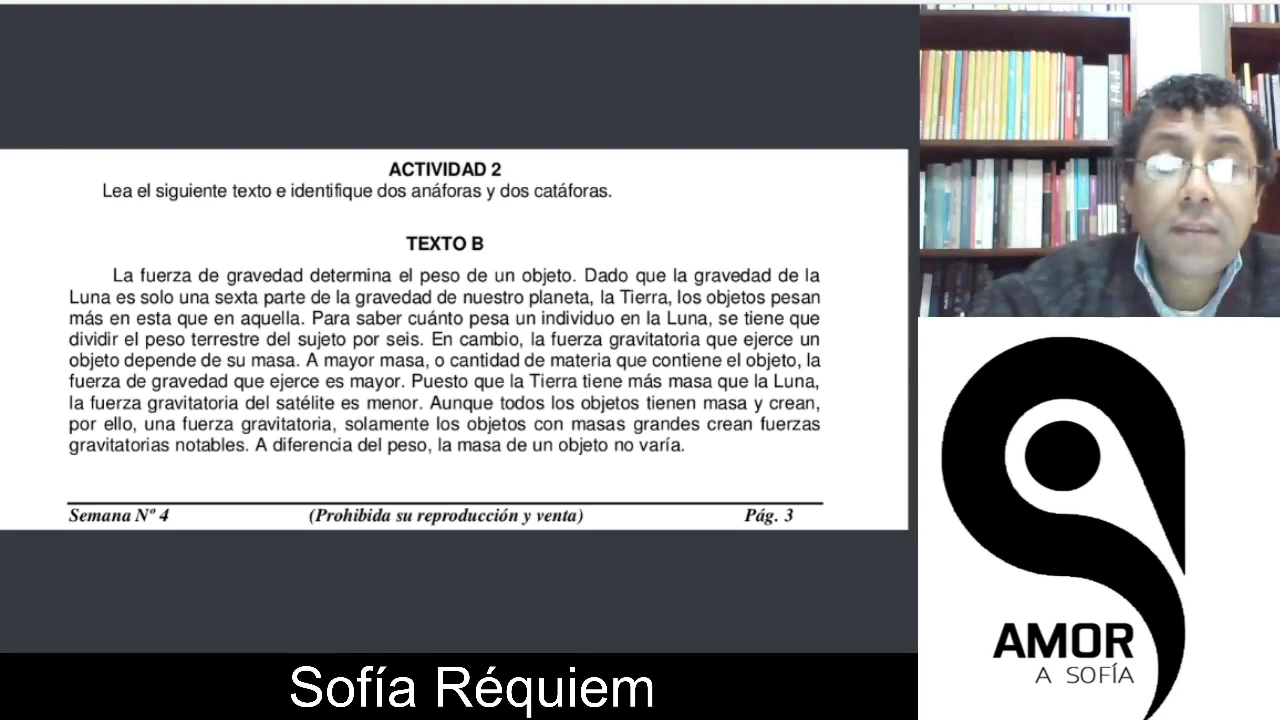 ACTIVIDAD 2
Lea el siguiente texto e identifique dos anáforas y dos catáforas.
TEXTO B
La fuerza de gravedad determina el peso de un objeto. Dado que la gravedad de la
Luna es solo una sexta parte de la gravedad de nuestro planeta, la Tierra, los objetos pesan
más en esta que en aquella. Para saber cuánto pesa un individuo en la Luna, se tiene que
dividir el peso terrestre del sujeto por seis. En cambio, la fuerza gravitatoria que ejerce un
objeto depende de su masa. A mayor masa, o cantidad de materia que contiene el objeto, la
fuerza de gravedad que ejerce es mayor. Puesto que la Tierra tiene más masa que la Luna,
la fuerza gravitatoria del satélite es menor. Aunque todos los objetos tienen masa y crean,
por ello, una fuerza gravitatoria, solamente los objetos con masas grandes crean fuerzas
gravitatorias notables. A diferencia del peso, la masa de un objeto no varía.
Semana Nº 4 (Prohibida su reproducción y venta) Pág. 3
AMOR
A SOFÍA
Sofía Réquiem